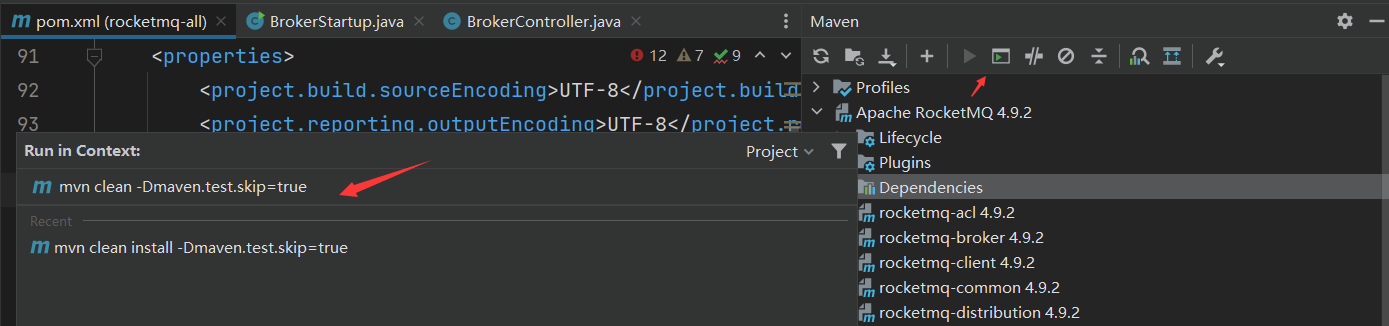 pom.xml (rocketmq-all)
BrokerStartup.java
BrokerController.java
91 <properties>
12 7 9
92 <project.build.sourceEncoding>UTF-8</project.build
93 <project.reporting.outputEncoding>UTF-8</project.r
Run in Context:
Project
mvn clean -Dmaven.test.skip=true
Recent
mvn clean install -Dmaven.test.skip=true
Maven
Profiles
Apache RocketMQ 4.9.2
Lifecycle
Plugins
Dependencies
rocketmq-acl 4.9.2
rocketmq-broker 4.9.2
rocketmq-client 4.9.2
rocketmq-common 4.9.2
rocketmq-distribution 4.9.2